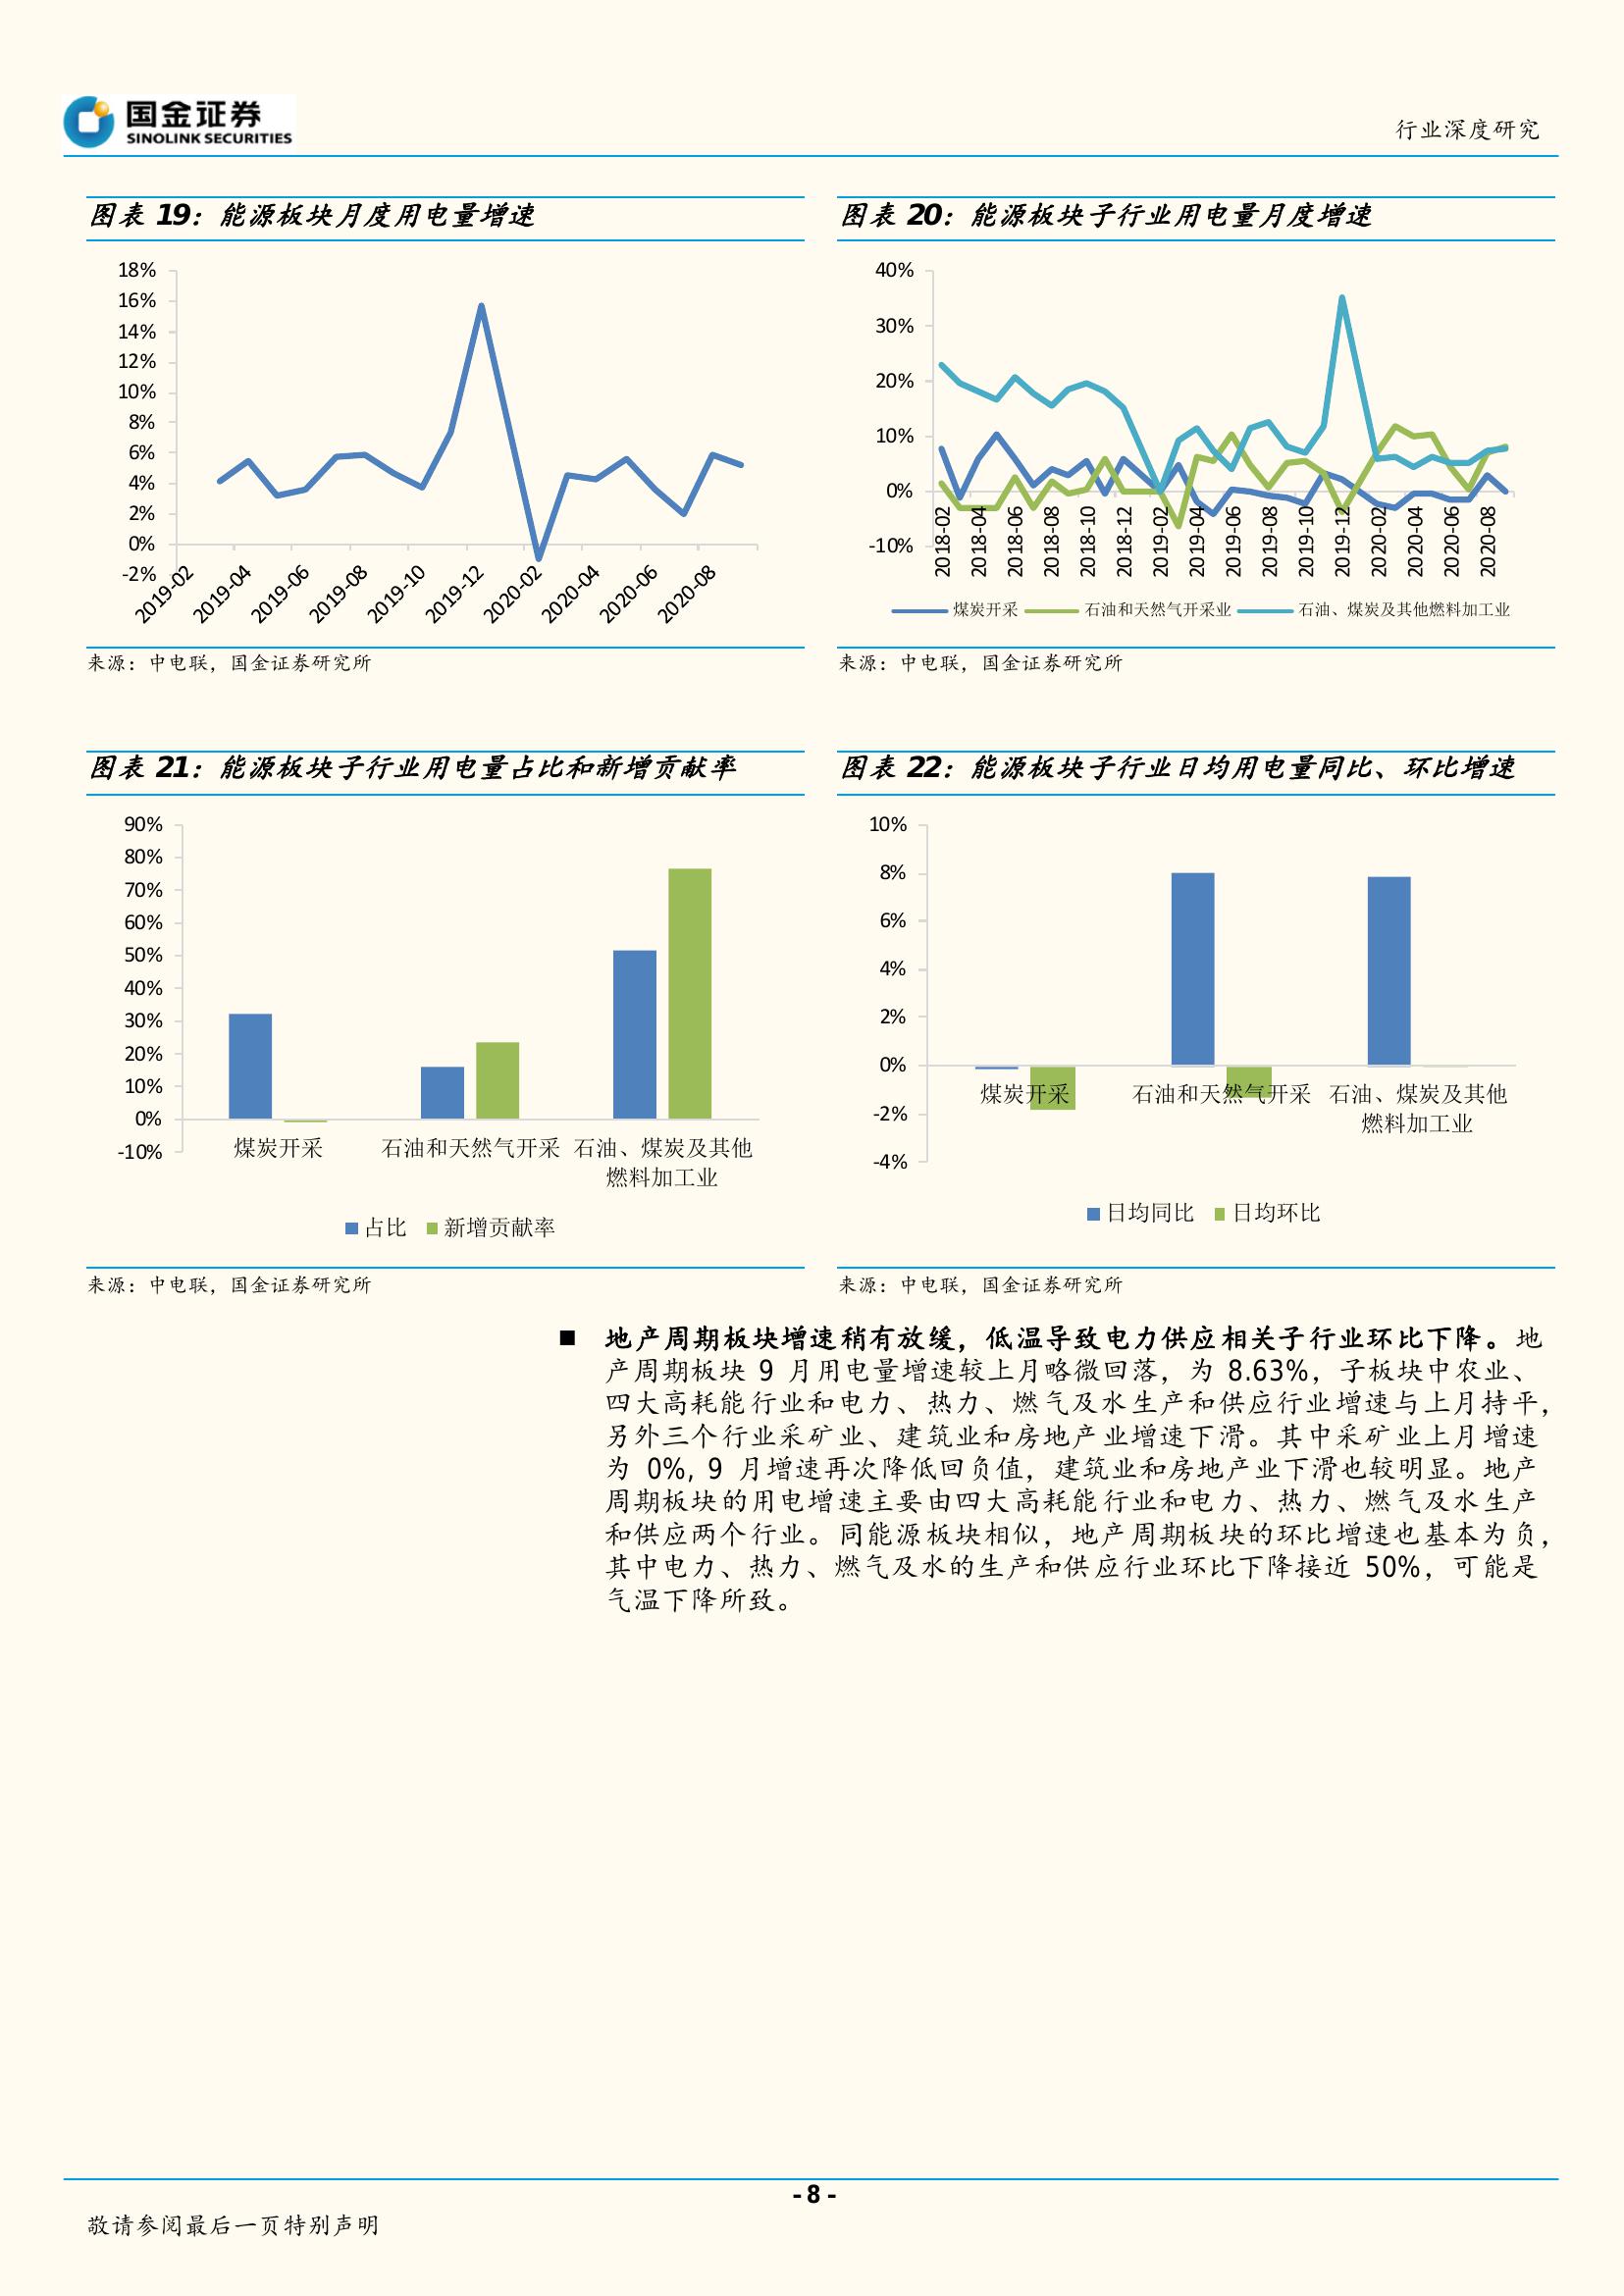 国金证券
SINOLINK SECURITIES
行业深度研究
图表 19：能源板块月度用电量增速
18%
16%
14%
12%
10%
8%
6%
4%
2%
0%
-2%
2019-02
2019-04
2019-06
2019-08
2019-10
2019-12
2020-02
2020-04
2020-06
2020-08
来源：中电联，国金证券研究所
图表 20：能源板块子行业用电量月度增速
40%
30%
20%
10%
0%
-10%
2018-02
2018-04
2018-06
2018-08
2018-10
2018-12
2019-02
2019-04
2019-06
2019-08
2019-10
2019-12
2020-02
2020-04
2020-06
2020-08
煤炭开采 石油和天然气开采业 石油、煤炭及其他燃料加工业
来源：中电联，国金证券研究所
图表 21：能源板块子行业用电量占比和新增贡献率
90%
80%
70%
60%
50%
40%
30%
20%
10%
0%
-10%
煤炭开采 石油和天然气开采 石油、煤炭及其他
燃料加工业
占比 新增贡献率
来源：中电联，国金证券研究所
图表 22：能源板块子行业日均用电量同比、环比增速
10%
8%
6%
4%
2%
0%
-2%
-4%
煤炭开采 石油和天然气开采 石油、煤炭及其他
燃料加工业
日均同比 日均环比
来源：中电联，国金证券研究所
■ 地产周期板块增速稍有放缓，低温导致电力供应相关子行业环比下降。地
产周期板块 9 月用电量增速较上月略微回落，为 8.63%，子板块中农业、
四大高耗能行业和电力、热力、燃气及水生产和供应行业增速与上月持平，
另外三个行业采矿业、建筑业和房地产业增速下滑。其中采矿业上月增速
为 0%，9 月增速再次降低回负值，建筑业和房地产业下滑也较明显。地产
周期板块的用电增速主要由四大高耗能行业和电力、热力、燃气及水生产
和供应两个行业。同能源板块相似，地产周期板块的环比增速也基本为负，
其中电力、热力、燃气及水的生产和供应行业环比下降接近 50%，可能是
气温下降所致。
- 8 -
敬请参阅最后一页特别声明